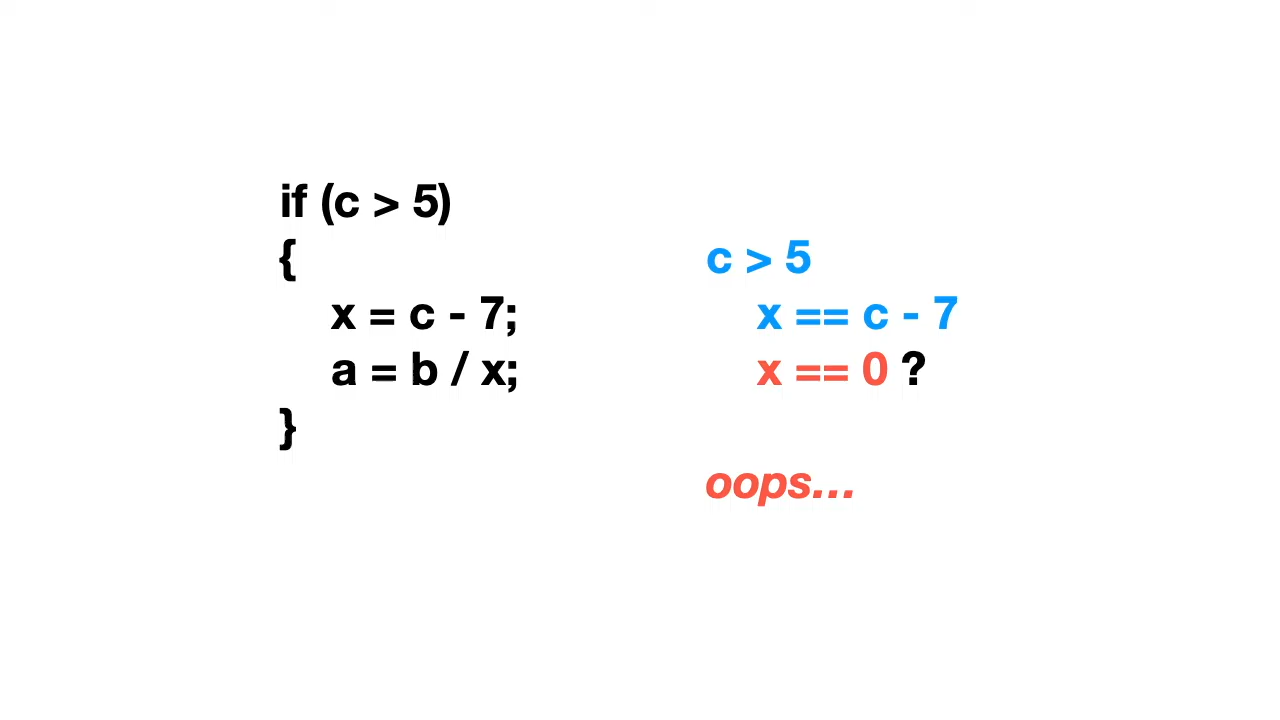 if (c > 5)
{
x = c - 7;
a = b / x;
}
c > 5
x == c - 7
x == 0 ?
oops...